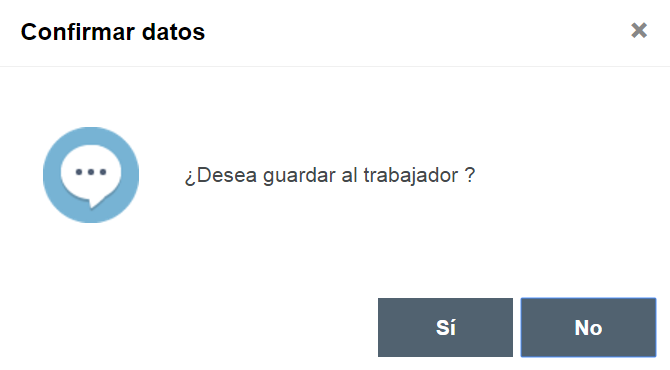 Confirmar datos
¿Desea guardar al trabajador ?
Sí
No